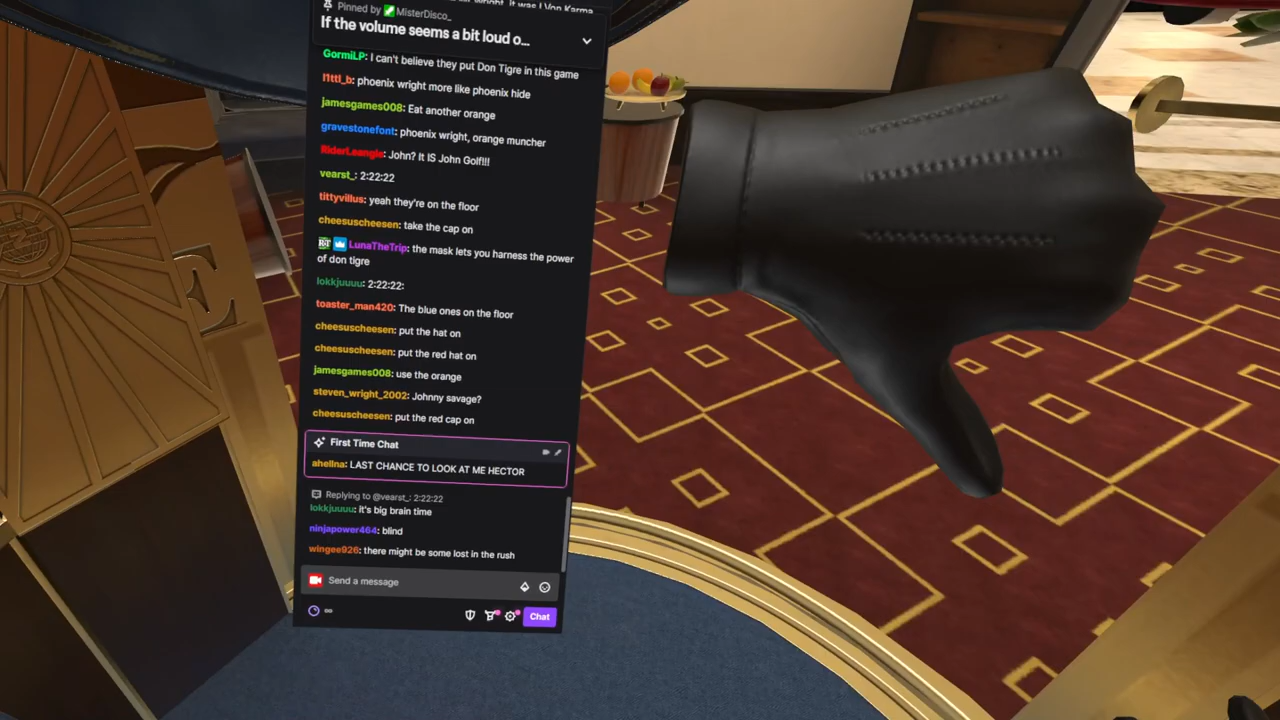 Wright, it was I Von Karma
Pinned by MisterDisco_
If the volume seems a bit loud o...
GormiLP: I can't believe they put Don Tigre in this game
l1ttl_b: phoenix wright more like phoenix hide
jamesgames008: Eat another orange
gravestonefont: phoenix wright, orange muncher
RiderLeangle: John? It IS John Golf!!!
vearst_: 2:22:22
tittyvillus: yeah they're on the floor
cheesuscheesen: take the cap on
LunaTheTrip: the mask lets you harness the power
of don tigre
lokkjuuuu: 2:22:22:
toaster_man420: The blue ones on the floor
cheesuscheesen: put the hat on
cheesuscheesen: put the red hat on
jamesgames008: use the orange
steven_wright_2002: Johnny savage?
cheesuscheesen: put the red cap on
First Time Chat
ahelina: LAST CHANCE TO LOOK AT ME HECTOR
Replying to @vearst_: 2:22:22
lokkjuuuu: it's big brain time
ninjapower464: blind
wingee926: there might be some lost in the rush
Send a message
∞
Chat
E